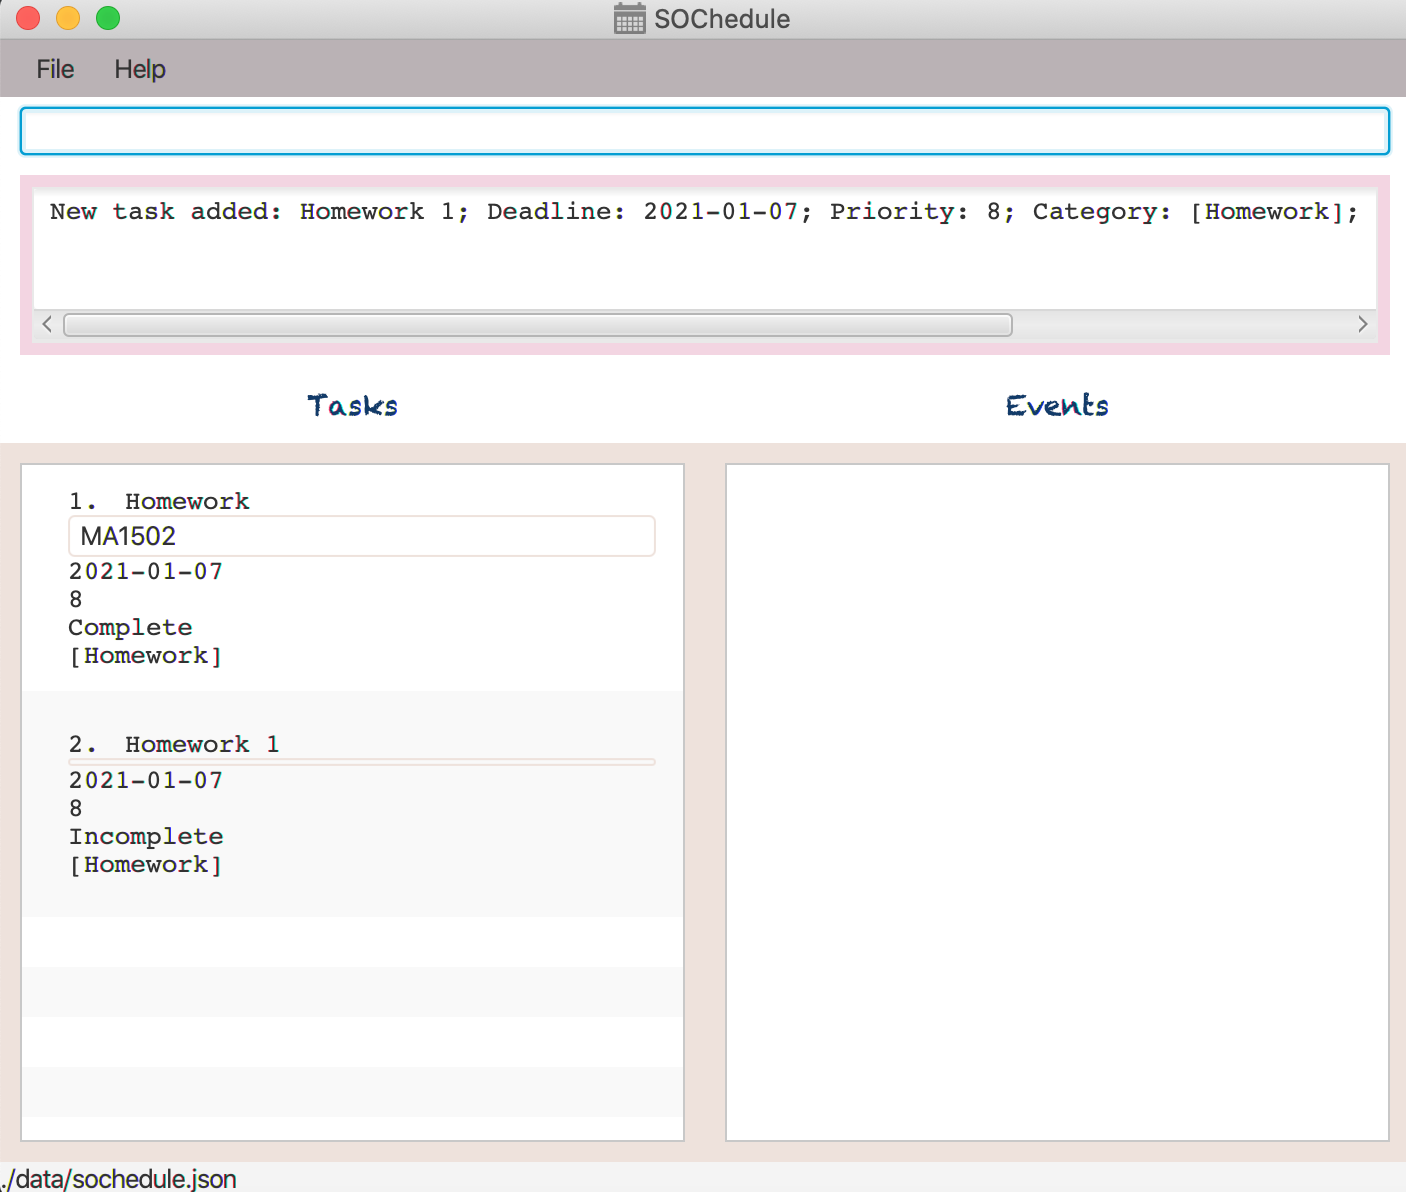 SOChedule
File Help
New task added: Homework 1; Deadline: 2021-01-07; Priority: 8; Category: [Homework];
Tasks Events
1. Homework
MA1502
2021-01-07
8
Complete
[Homework]
2. Homework 1
2021-01-07
8
Incomplete
[Homework]
./data/sochedule.json